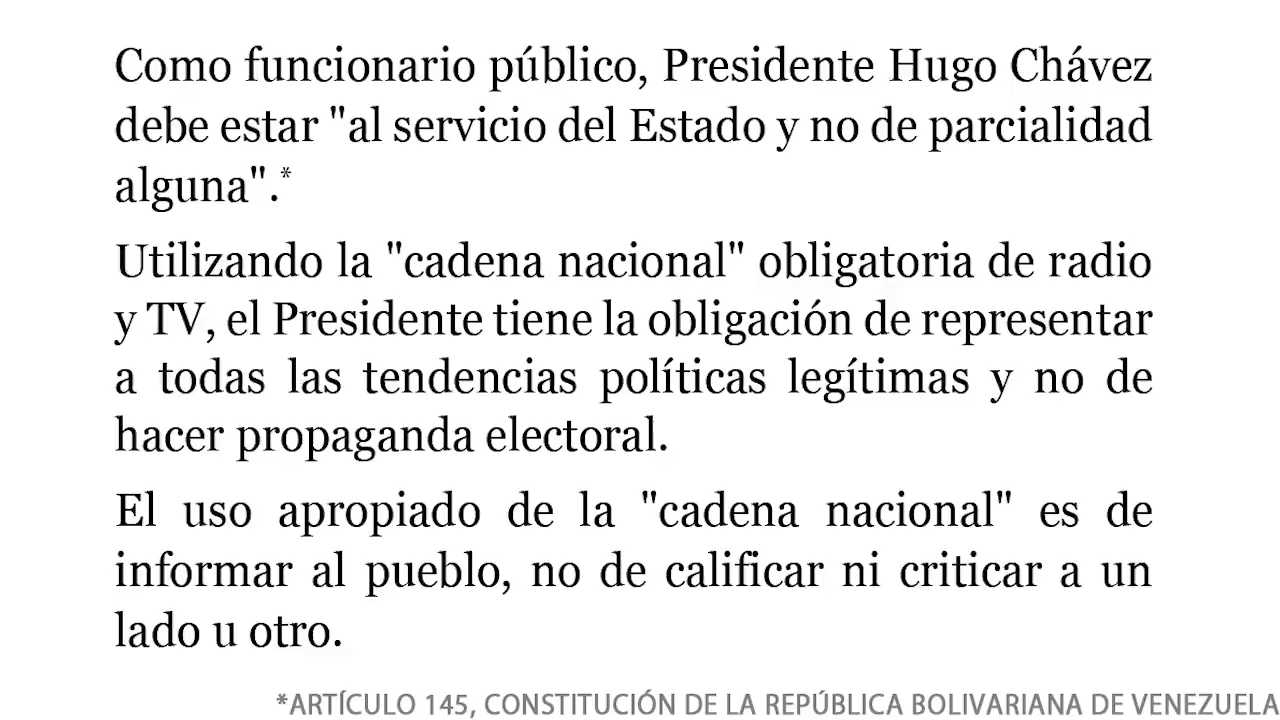 Como funcionario público, Presidente Hugo Chávez
debe estar "al servicio del Estado y no de parcialidad
alguna".*
Utilizando la "cadena nacional" obligatoria de radio
y TV, el Presidente tiene la obligación de representar
a todas las tendencias políticas legítimas y no de
hacer propaganda electoral.
El uso apropiado de la "cadena nacional" es de
informar al pueblo, no de calificar ni criticar a un
lado u otro.
*ARTÍCULO 145, CONSTITUCIÓN DE LA REPÚBLICA BOLIVARIANA DE VENEZUELA